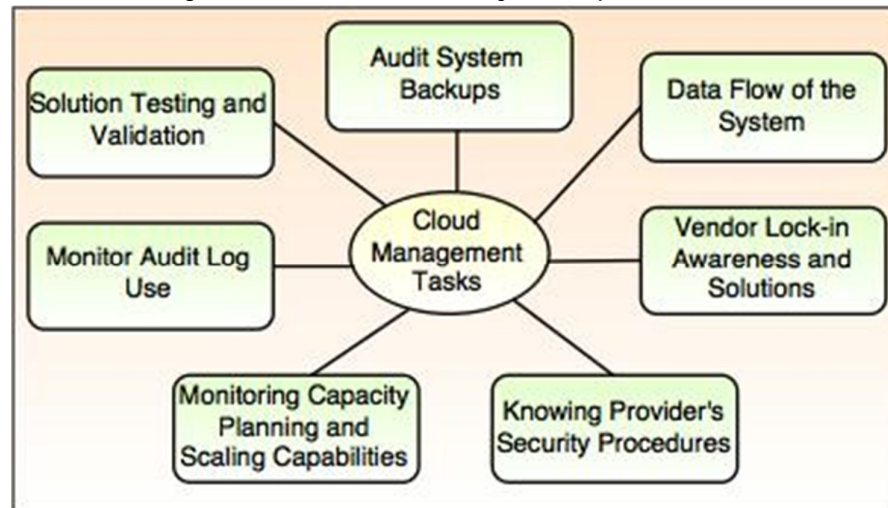 Audit System
Backups
Solution Testing and
Validation
Data Flow of the
System
Cloud
Management
Tasks
Monitor Audit Log
Use
Vendor Lock-in
Awareness and
Solutions
Monitoring Capacity
Planning and
Scaling Capabilities
Knowing Provider's
Security Procedures